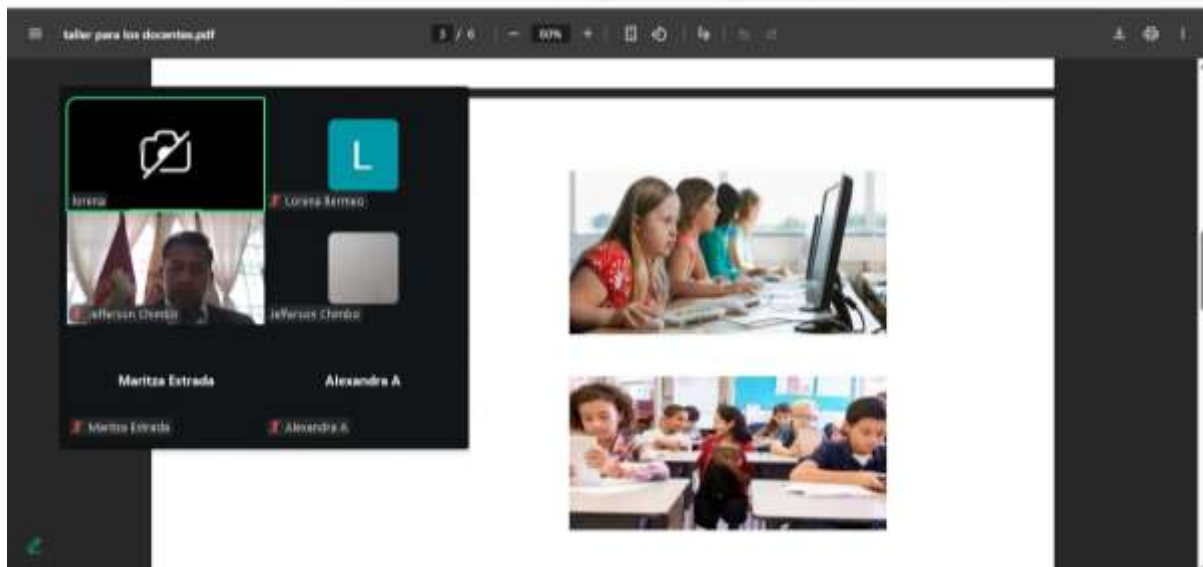 taller para los docentes.pdf
3 / 6
80%
L
lorena
Lorena Bermeo
Jefferson Chimbo
Jefferson Chimbo
Maritza Estrada
Alexandra A
Maritza Estrada
Alexandra A